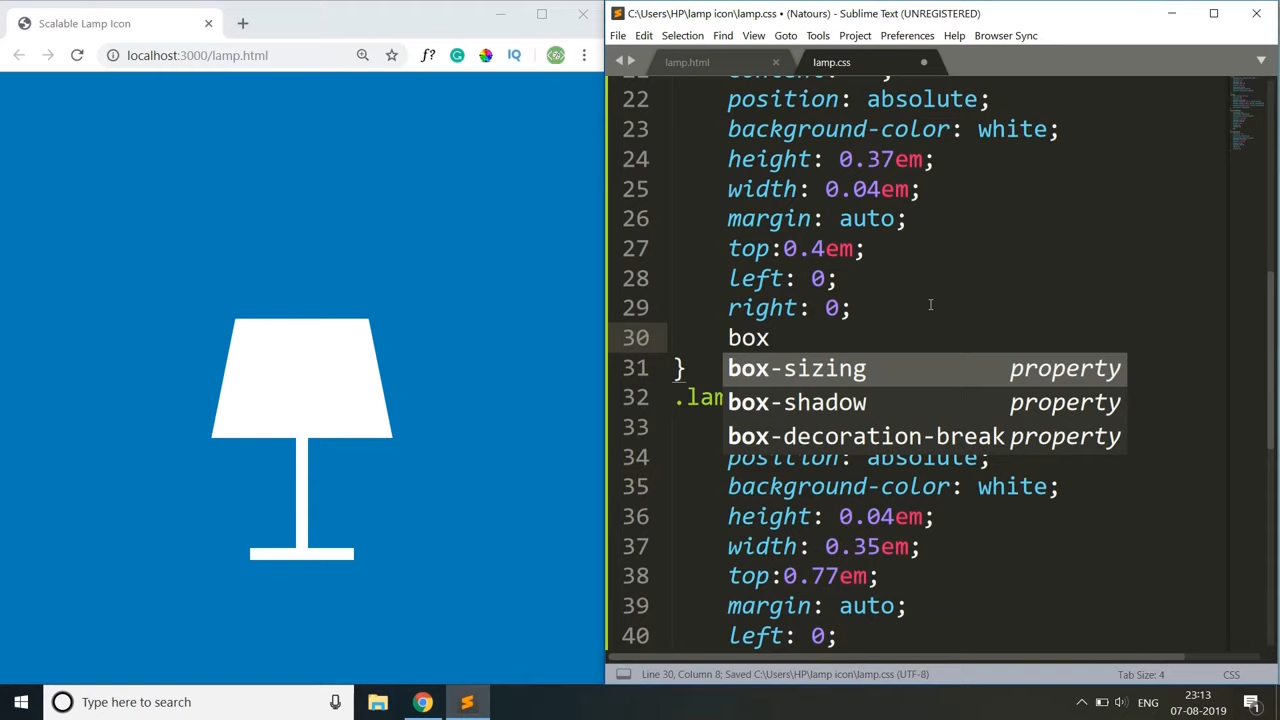 Scalable Lamp Icon
C:\Users\HP\lamp icon\lamp.css • (Natours) - Sublime Text (UNREGISTERED)
File Edit Selection Find View Goto Tools Project Preferences Help Browser Sync
localhost:3000/lamp.html
f? IQ
lamp.html lamp.css
22 position: absolute;
23 background-color: white;
24 height: 0.37em;
25 width: 0.04em;
26 margin: auto;
27 top:0.4em;
28 left: 0;
29 right: 0;
30 box
31 } box-sizing property
32 .lam box-shadow property
33 box-decoration-break property
34 position: absolute;
35 background-color: white;
36 height: 0.04em;
37 width: 0.35em;
38 top:0.77em;
39 margin: auto;
40 left: 0;
Line 30, Column 8; Saved C:\Users\HP\lamp icon\lamp.css (UTF-8) Tab Size: 4 CSS
Type here to search ENG 23:13
07-08-2019 1